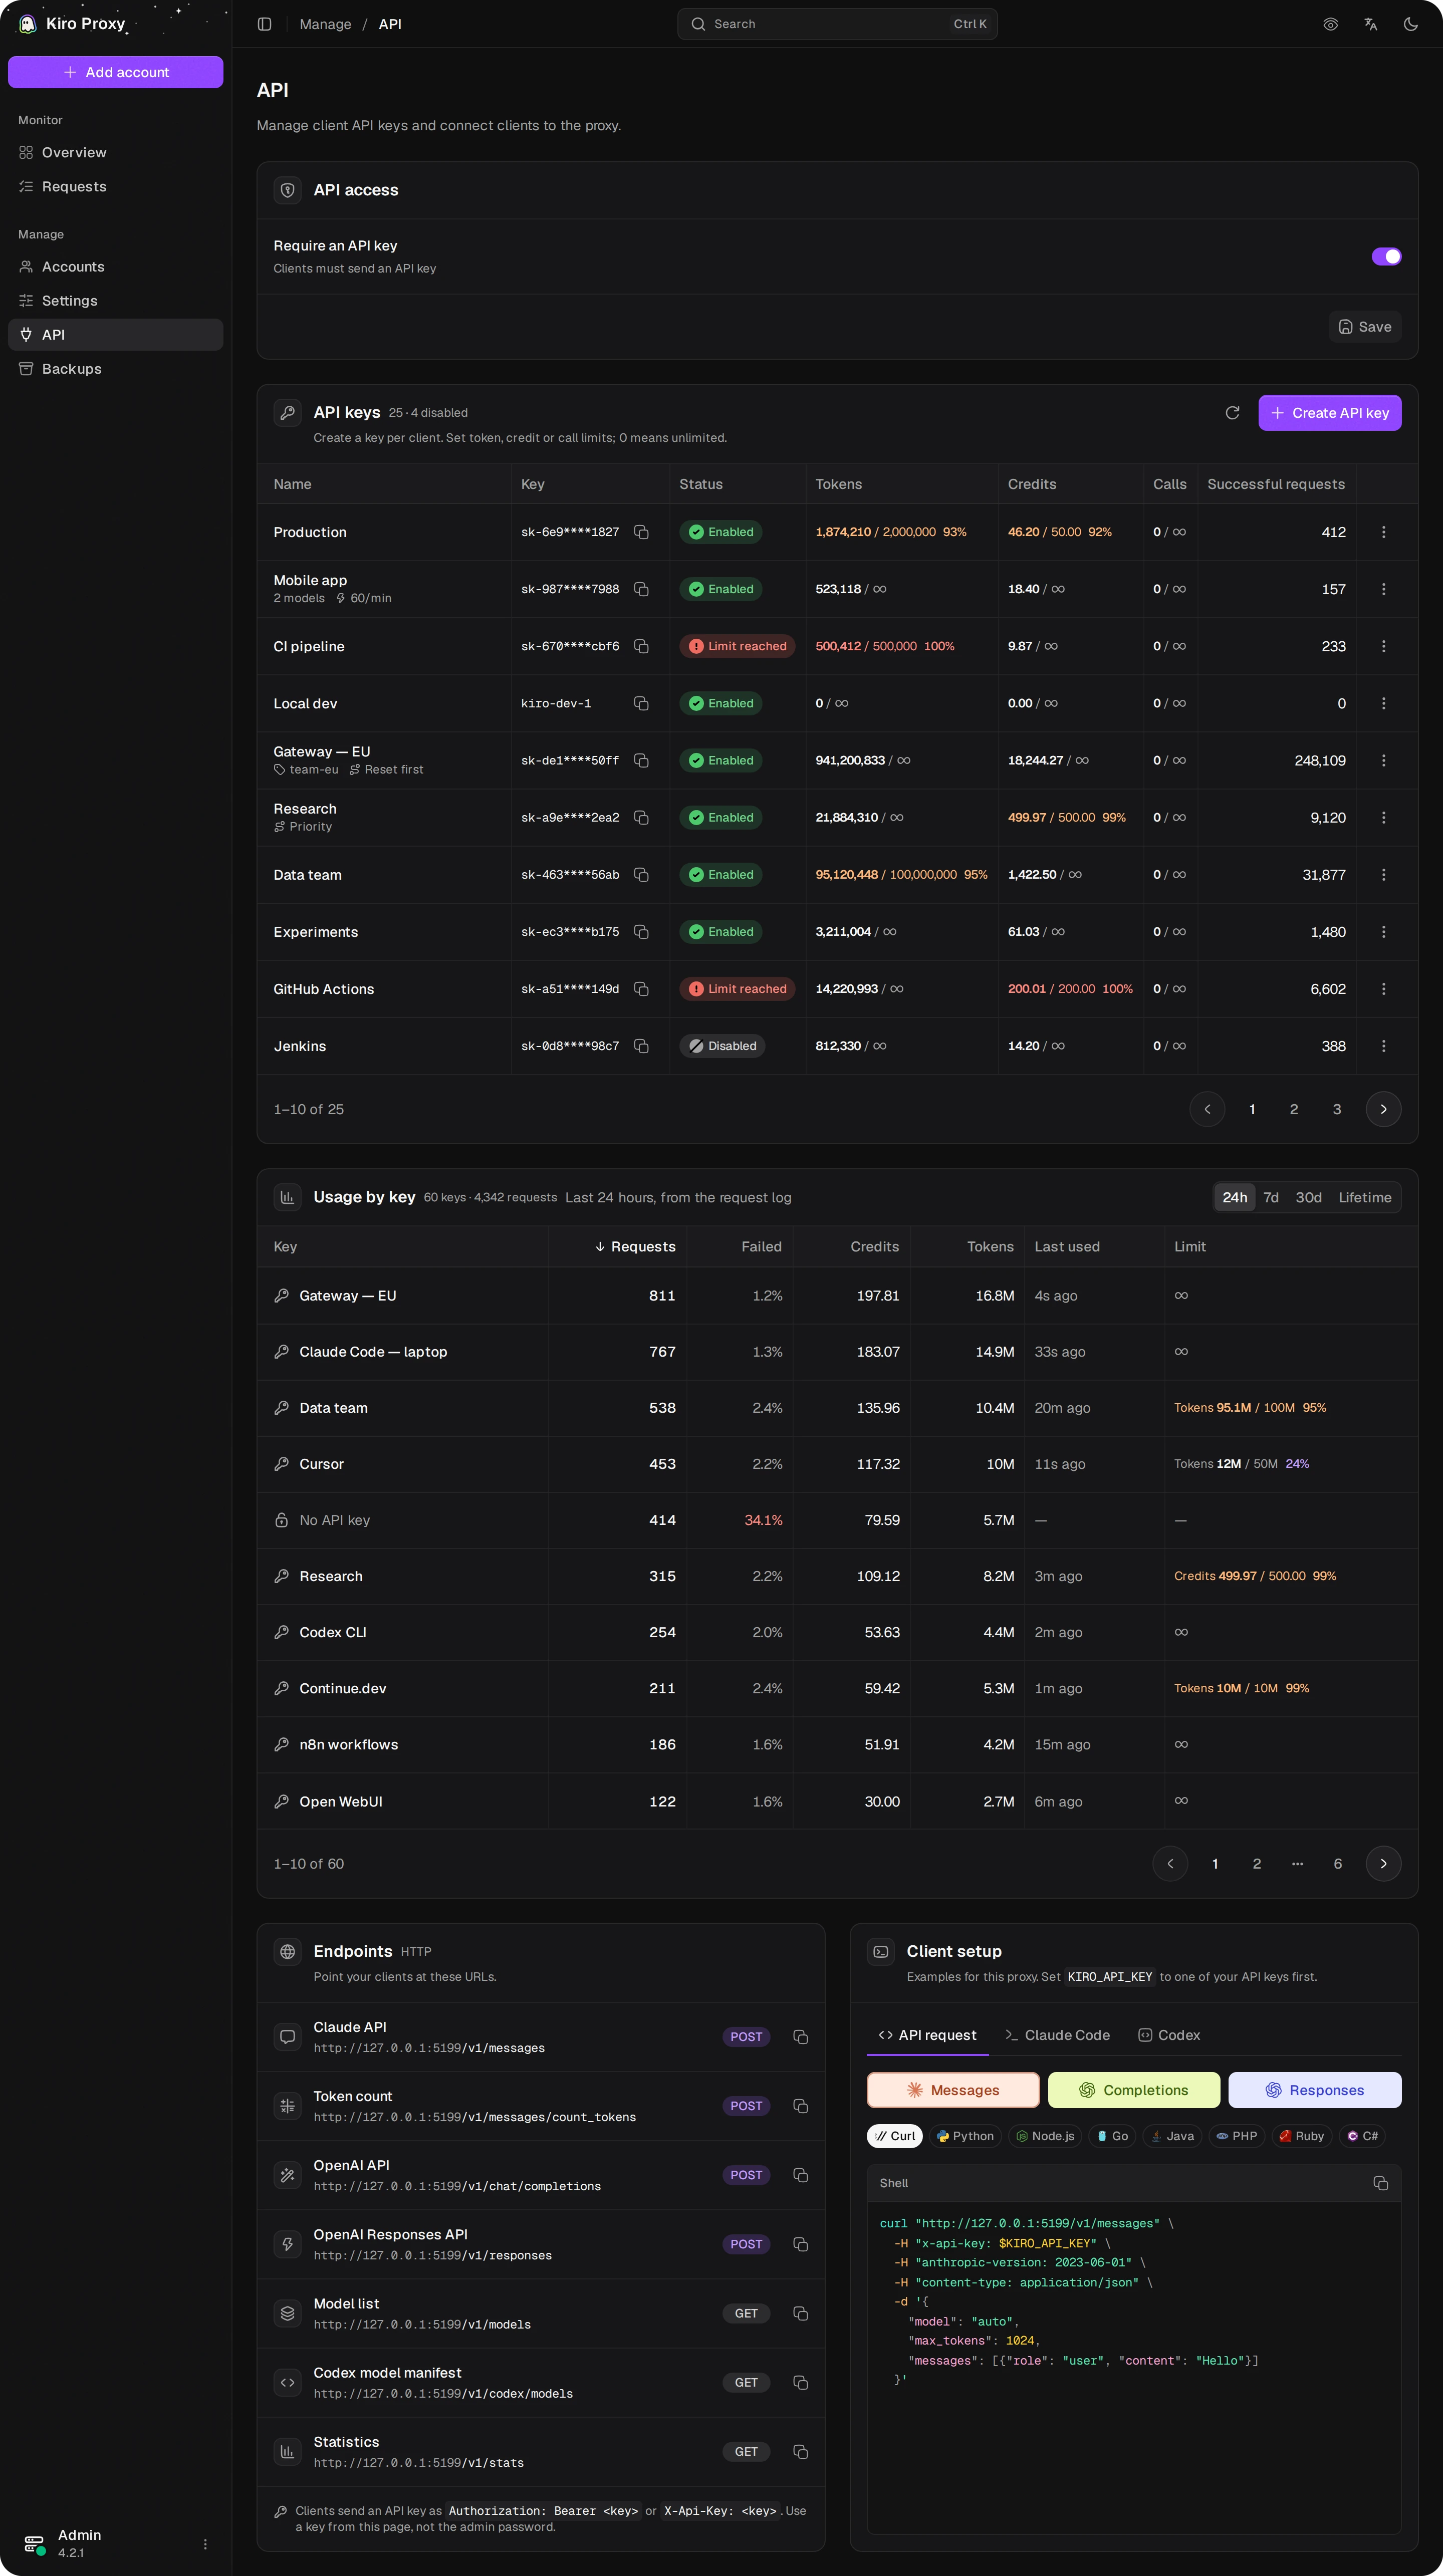 Kiro Proxy
Manage / API
Search
Ctrl K
Add account
Monitor
Overview
Requests
Manage
Accounts
Settings
API
Backups
API
Manage client API keys and connect clients to the proxy.
API access
Require an API key
Clients must send an API key
Save
API keys 25 · 4 disabled
Create a key per client. Set token, credit or call limits; 0 means unlimited.
Create API key
Name Key Status Tokens Credits Calls Successful requests
Production sk-6e9****1827 Enabled 1,874,210 / 2,000,000 93% 46.20 / 50.00 92% 0 / ∞ 412
Mobile app sk-987****7988 Enabled 523,118 / ∞ 18.40 / ∞ 0 / ∞ 157
2 models 60/min
CI pipeline sk-670****cbf6 Limit reached 500,412 / 500,000 100% 9.87 / ∞ 0 / ∞ 233
Local dev kiro-dev-1 Enabled 0 / ∞ 0.00 / ∞ 0 / ∞ 0
Gateway — EU sk-de1****50ff Enabled 941,200,833 / ∞ 18,244.27 / ∞ 0 / ∞ 248,109
team-eu Reset first
Research sk-a9e****2ea2 Enabled 21,884,310 / ∞ 499.97 / 500.00 99% 0 / ∞ 9,120
Priority
Data team sk-463****56ab Enabled 95,120,448 / 100,000,000 95% 1,422.50 / ∞ 0 / ∞ 31,877
Experiments sk-ec3****b175 Enabled 3,211,004 / ∞ 61.03 / ∞ 0 / ∞ 1,480
GitHub Actions sk-a51****149d Limit reached 14,220,993 / ∞ 200.01 / 200.00 100% 0 / ∞ 6,602
Jenkins sk-0d8****98c7 Disabled 812,330 / ∞ 14.20 / ∞ 0 / ∞ 388
1–10 of 25
1 2 3
Usage by key 60 keys · 4,342 requests Last 24 hours, from the request log
24h 7d 30d Lifetime
Key ↓ Requests Failed Credits Tokens Last used Limit
Gateway — EU 811 1.2% 197.81 16.8M 4s ago ∞
Claude Code — laptop 767 1.3% 183.07 14.9M 33s ago ∞
Data team 538 2.4% 135.96 10.4M 20m ago Tokens 95.1M / 100M 95%
Cursor 453 2.2% 117.32 10M 11s ago Tokens 12M / 50M 24%
No API key 414 34.1% 79.59 5.7M — —
Research 315 2.2% 109.12 8.2M 3m ago Credits 499.97 / 500.00 99%
Codex CLI 254 2.0% 53.63 4.4M 2m ago ∞
Continue.dev 211 2.4% 59.42 5.3M 1m ago Tokens 10M / 10M 99%
n8n workflows 186 1.6% 51.91 4.2M 15m ago ∞
Open WebUI 122 1.6% 30.00 2.7M 6m ago ∞
1–10 of 60
1 2 ··· 6
Endpoints HTTP
Point your clients at these URLs.
Claude API
http://127.0.0.1:5199/v1/messages
POST
Token count
http://127.0.0.1:5199/v1/messages/count_tokens
POST
OpenAI API
http://127.0.0.1:5199/v1/chat/completions
POST
OpenAI Responses API
http://127.0.0.1:5199/v1/responses
POST
Model list
http://127.0.0.1:5199/v1/models
GET
Codex model manifest
http://127.0.0.1:5199/v1/codex/models
GET
Statistics
http://127.0.0.1:5199/v1/stats
GET
Clients send an API key as Authorization: Bearer <key> or X-Api-Key: <key>. Use
a key from this page, not the admin password.
Client setup
Examples for this proxy. Set KIRO_API_KEY to one of your API keys first.
API request Claude Code Codex
Messages Completions Responses
Curl Python Node.js Go Java PHP Ruby C#
Shell
curl "http://127.0.0.1:5199/v1/messages" \
-H "x-api-key: $KIRO_API_KEY" \
-H "anthropic-version: 2023-06-01" \
-H "content-type: application/json" \
-d '{
"model": "auto",
"max_tokens": 1024,
"messages": [{"role": "user", "content": "Hello"}]
}'
Admin
4.2.1